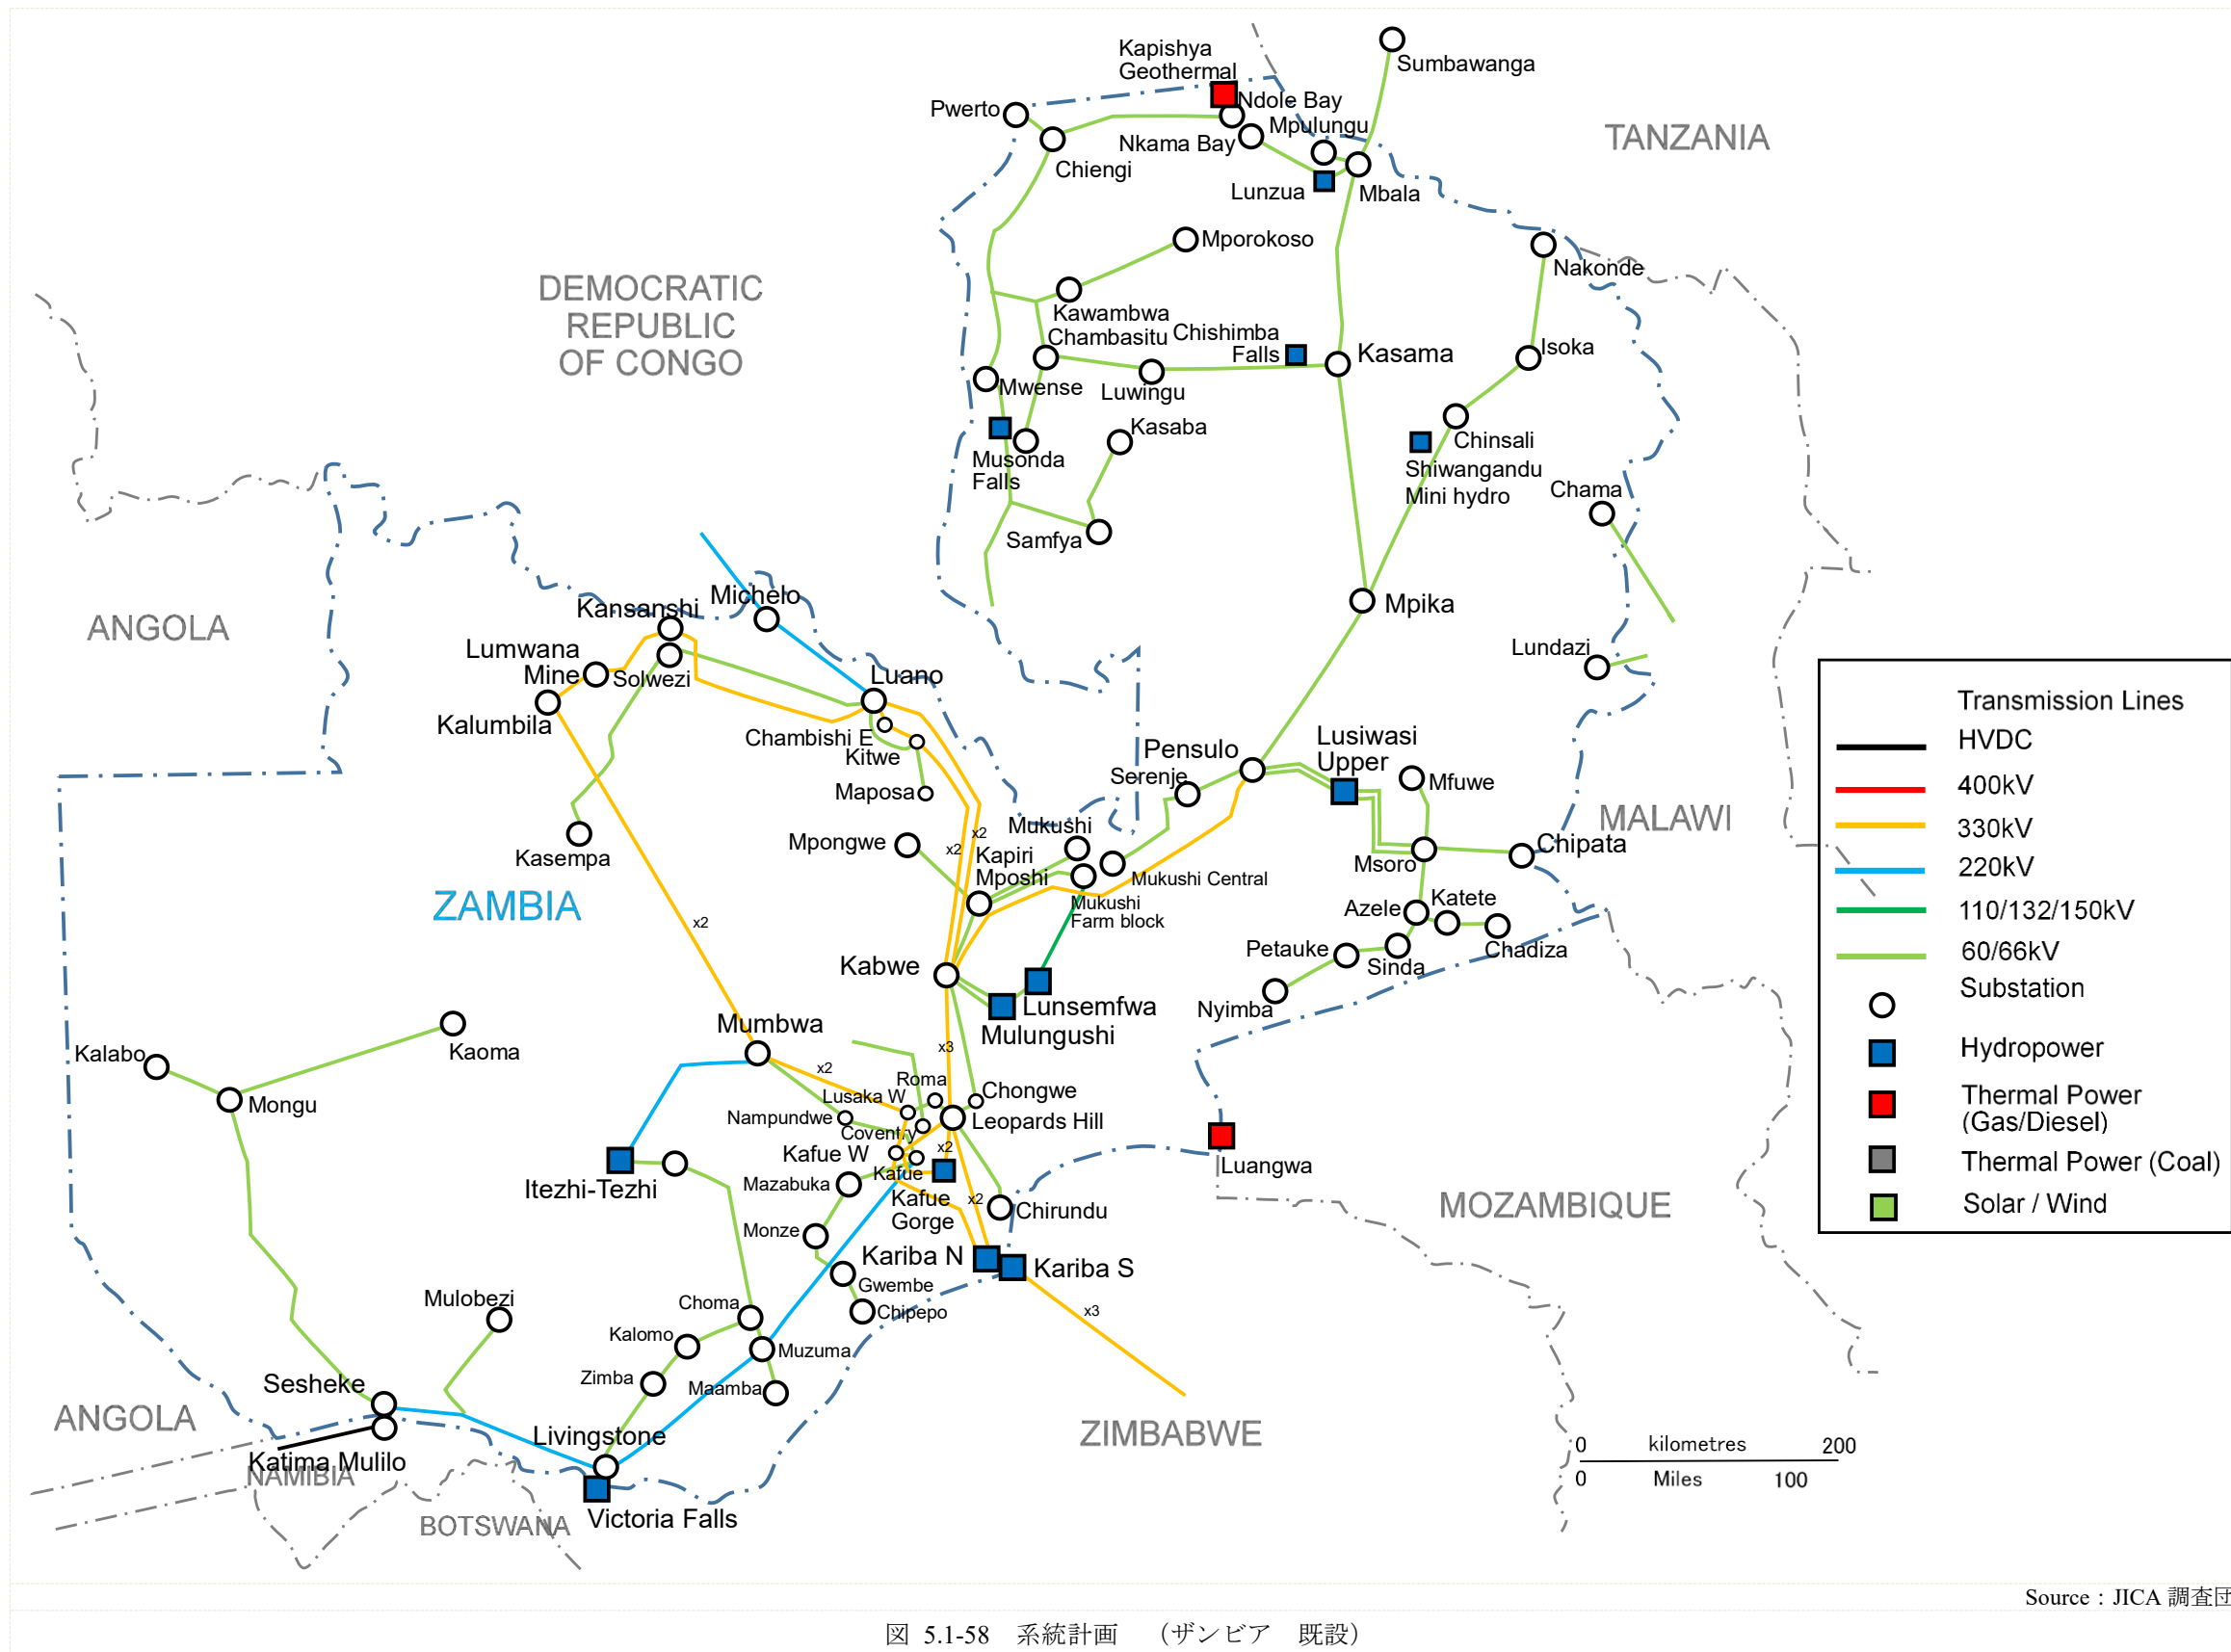 Kapishya
Geothermal
Sumbawanga
Pwerto
Ndole Bay
Mpulungu
Nkama Bay
TANZANIA
Chiengi
Lunzua
Mbala
Mporokoso
Nakonde
DEMOCRATIC
REPUBLIC
OF CONGO
Kawambwa
Chambasitu
Chishimba
Falls
Kasama
Isoka
Mwense
Luwingu
Kasaba
Chinsali
Musonda
Falls
Shiwangandu
Mini hydro
Chama
Samfya
Michelo
Kansanshi
Mpika
ANGOLA
Lumwana
Mine
Solwezi
Luano
Lundazi
Kalumbila
Chambishi E
Kitwe
Pensulo
Lusiwasi
Upper
Serenje
Mfuwe
Maposa
x2
x2
Mukushi
Mpongwe
Kapiri
Mposhi
MALAWI
Chipata
Kasempa
Msoro
Mukushi Central
ZAMBIA
Mukushi
Farm block
Azele
Katete
x2
Petauke
Sinda
Chadiza
Kabwe
Nyimba
Lunsemfwa
Mulungushi
Mumbwa
Kalabo
Kaoma
x3
x2
Mongu
Roma
Chongwe
Lusaka W
Nampundwe
Leopards Hill
Coventry
x2
Kafue W
Kafue
Luangwa
Itezhi-Tezhi
Mazabuka
Kafue
Gorge
x2
Chirundu
MOZAMBIQUE
Monze
Kariba N
Kariba S
Gwembe
Chipepo
x3
Mulobezi
Choma
Kalomo
Muzuma
Zimba
Maamba
Sesheke
ANGOLA
Livingstone
ZIMBABWE
Katima Mulilo
NAMIBIA
BOTSWANA
Victoria Falls
Transmission Lines
HVDC
400kV
330kV
220kV
110/132/150kV
60/66kV
Substation
Hydropower
Thermal Power
(Gas/Diesel)
Thermal Power (Coal)
Solar / Wind
0 kilometres 200
0 Miles 100
Source : JICA 調査団
図 5.1-58 系統計画 （ザンビア 既設）